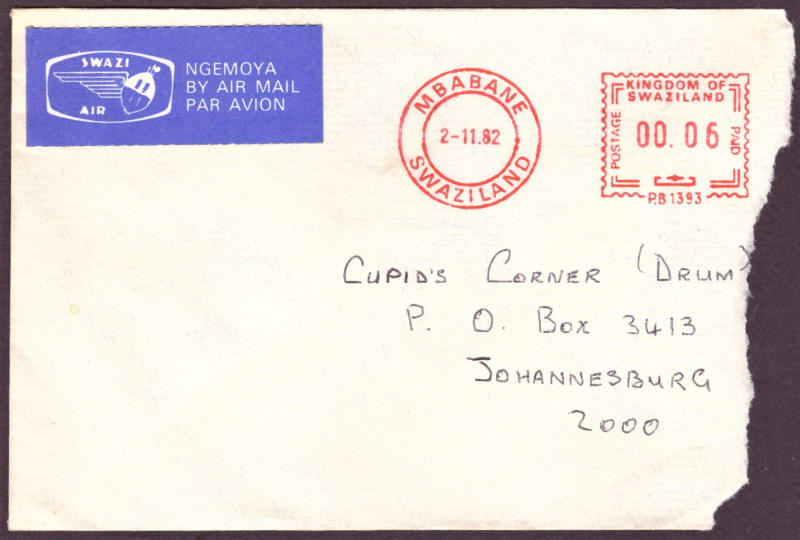 SWAZI
AIR
NGEMOYA
BY AIR MAIL
PAR AVION
MBABANE
2-11.82
SWAZILAND
KINGDOM OF
SWAZILAND
POSTAGE
00.06
PAID
P.B 1393
Cupid's Corner (Drum)
P. O. Box 3413
Johannesburg
2000